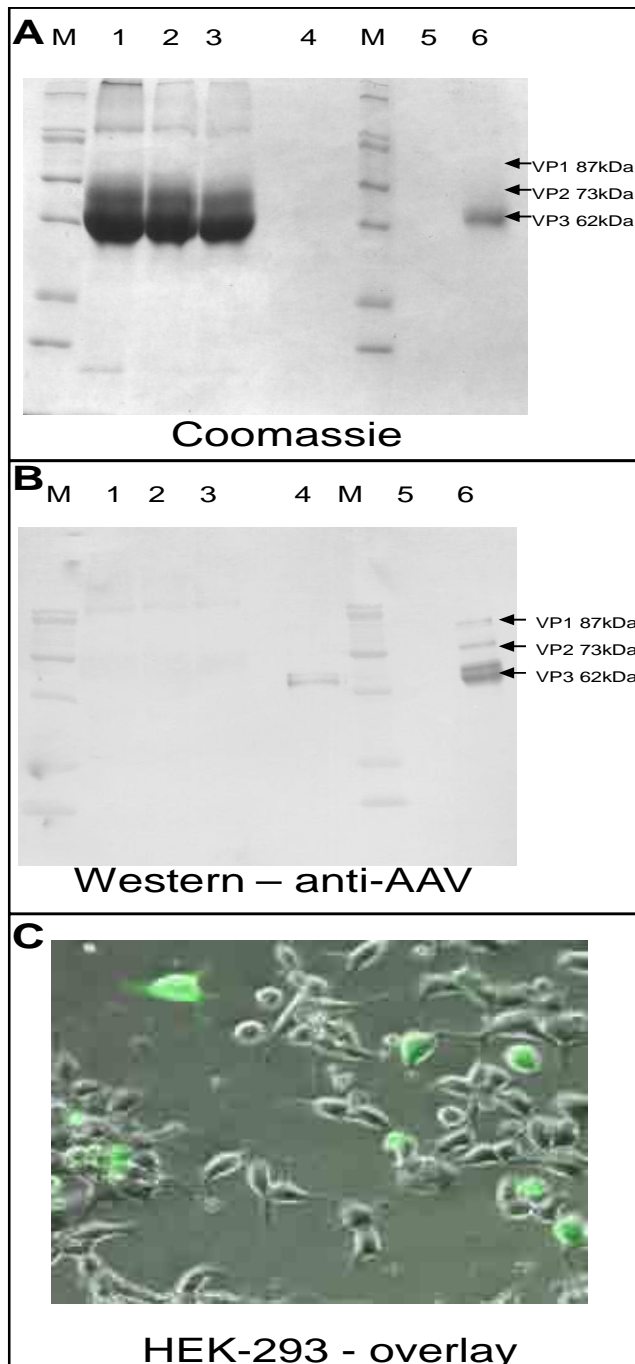 A M 1 2 3 4 M 5 6
VP1 87kDa
VP2 73kDa
VP3 62kDa
Coomassie
B M 1 2 3 4 M 5 6
VP1 87kDa
VP2 73kDa
VP3 62kDa
Western – anti-AAV
C
HEK-293 - overlay